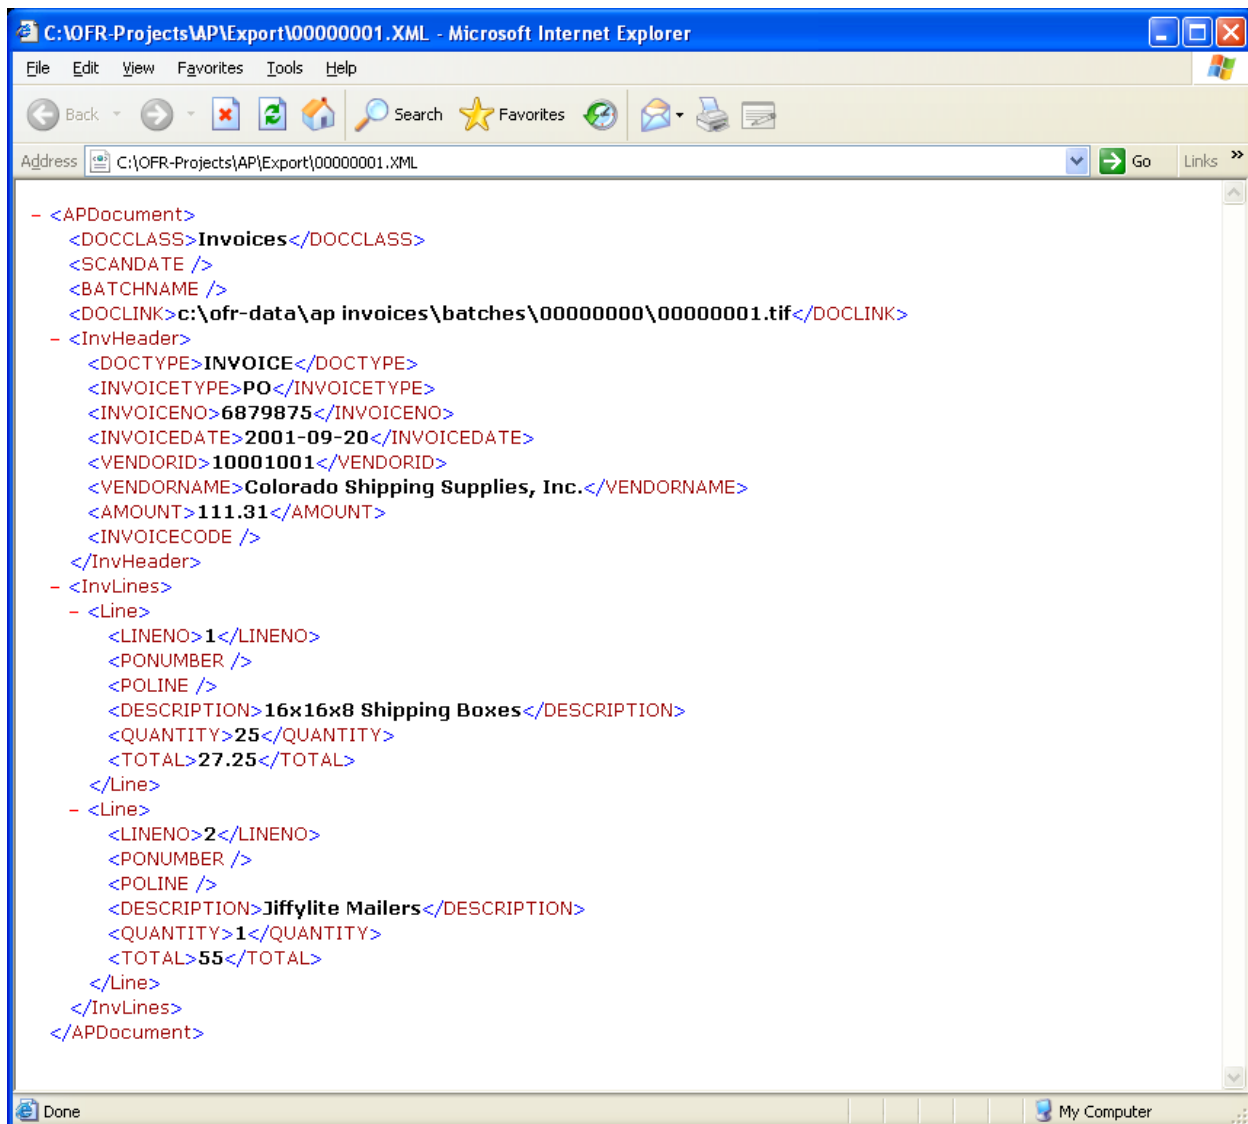 C:\OFR-Projects\AP\Export\00000001.XML - Microsoft Internet Explorer
File Edit View Favorites Tools Help
Back Search Favorites
Address C:\OFR-Projects\AP\Export\00000001.XML Go Links »
- <APDocument>
<DOCCLASS>Invoices</DOCCLASS>
<SCANDATE />
<BATCHNAME />
<DOCLINK>c:\ofr-data\ap invoices\batches\00000000\00000001.tif</DOCLINK>
- <InvHeader>
<DOCTYPE>INVOICE</DOCTYPE>
<INVOICETYPE>PO</INVOICETYPE>
<INVOICENO>6879875</INVOICENO>
<INVOICEDATE>2001-09-20</INVOICEDATE>
<VENDORID>10001001</VENDORID>
<VENDORNAME>Colorado Shipping Supplies, Inc.</VENDORNAME>
<AMOUNT>111.31</AMOUNT>
<INVOICECODE />
</InvHeader>
- <InvLines>
- <Line>
<LINENO>1</LINENO>
<PONUMBER />
<POLINE />
<DESCRIPTION>16x16x8 Shipping Boxes</DESCRIPTION>
<QUANTITY>25</QUANTITY>
<TOTAL>27.25</TOTAL>
</Line>
- <Line>
<LINENO>2</LINENO>
<PONUMBER />
<POLINE />
<DESCRIPTION>Jiffylite Mailers</DESCRIPTION>
<QUANTITY>1</QUANTITY>
<TOTAL>55</TOTAL>
</Line>
</InvLines>
</APDocument>
Done My Computer